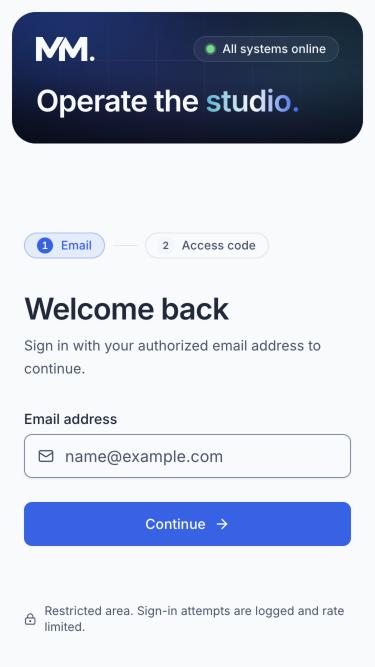 MM.
All systems online
Operate the studio.
1 Email
2 Access code
Welcome back
Sign in with your authorized email address to
continue.
Email address
name@example.com
Continue
Restricted area. Sign-in attempts are logged and rate
limited.